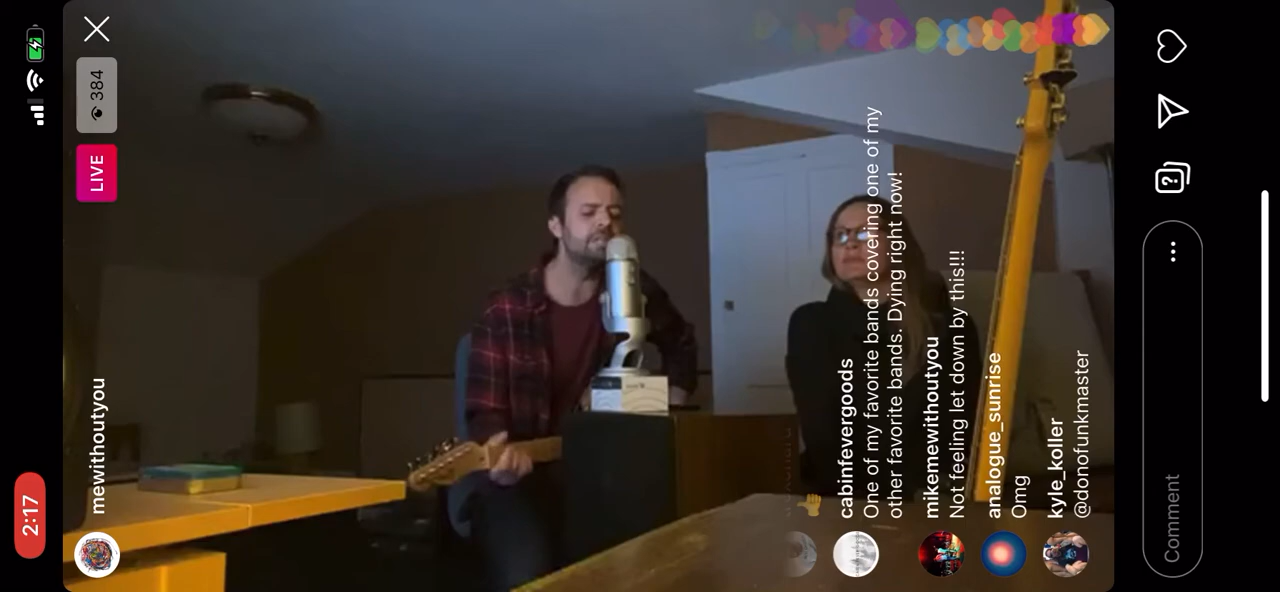 2:17
mewithoutyou
LIVE
384
cabinfevergoods
One of my favorite bands covering one of my
other favorite bands. Dying right now!
mikemewithoutyou
Not feeling let down by this!!!
analogue_sunrise
Omg
kyle_koller
@donofunkmaster
Comment